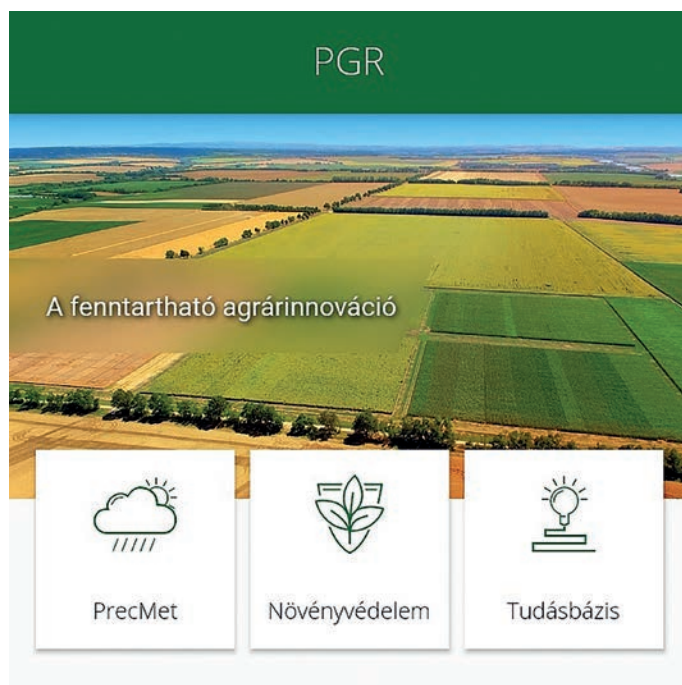 PGR
A fenntartható agrárinnováció
PrecMet
Növényvédelem
Tudásbázis